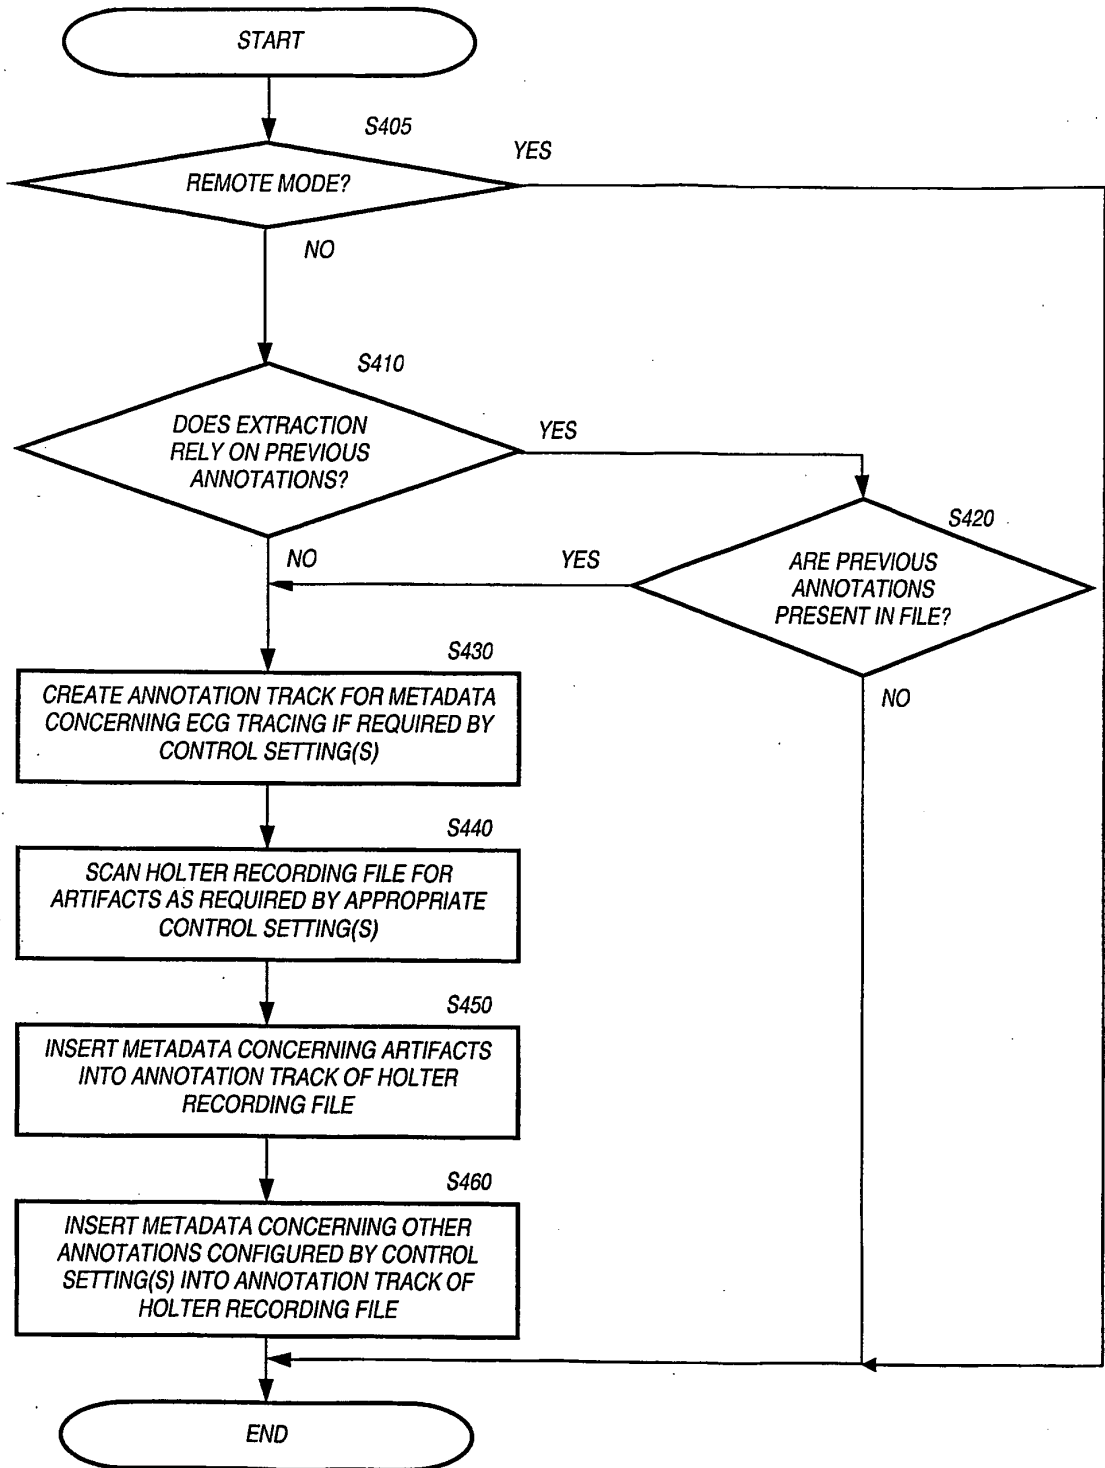 START
S405
YES
REMOTE MODE?
NO
S410
DOES EXTRACTION
RELY ON PREVIOUS
ANNOTATIONS?
YES
S420
NO
YES
ARE PREVIOUS
ANNOTATIONS
PRESENT IN FILE?
NO
S430
CREATE ANNOTATION TRACK FOR METADATA
CONCERNING ECG TRACING IF REQUIRED BY
CONTROL SETTING(S)
S440
SCAN HOLTER RECORDING FILE FOR
ARTIFACTS AS REQUIRED BY APPROPRIATE
CONTROL SETTING(S)
S450
INSERT METADATA CONCERNING ARTIFACTS
INTO ANNOTATION TRACK OF HOLTER
RECORDING FILE
S460
INSERT METADATA CONCERNING OTHER
ANNOTATIONS CONFIGURED BY CONTROL
SETTING(S) INTO ANNOTATION TRACK OF
HOLTER RECORDING FILE
END